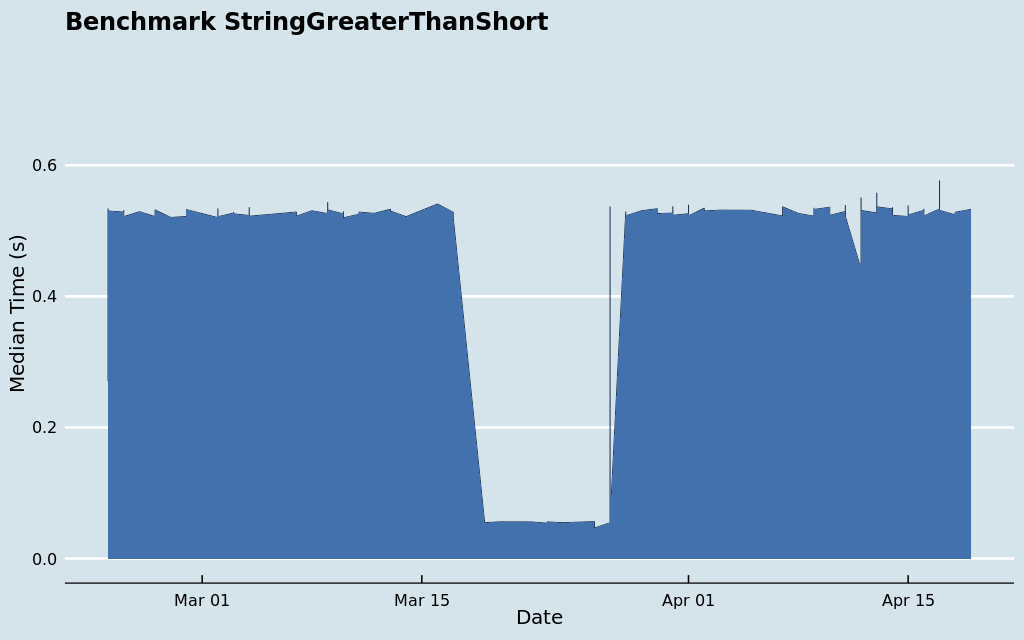 Benchmark StringGreaterThanShort
Median Time (s)
0.6
0.4
0.2
0.0
Mar 01
Mar 15
Apr 01
Apr 15
Date